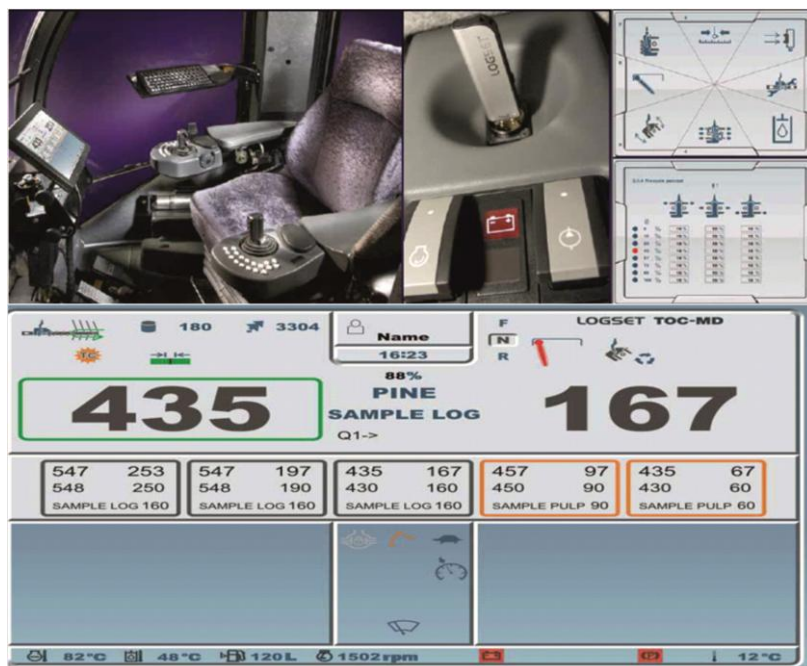 LOGSET
180 3304
Name
16:23
F
N
R
LOGSET TOC-MD
TC
88%
435
PINE
SAMPLE LOG
Q1->
167
547 253
548 250
SAMPLE LOG 160
547 197
548 190
SAMPLE LOG 160
435 167
430 160
SAMPLE LOG 160
457 97
450 90
SAMPLE PULP 90
435 67
430 60
SAMPLE PULP 60
82°C 48°C 120L 1502rpm 12°C